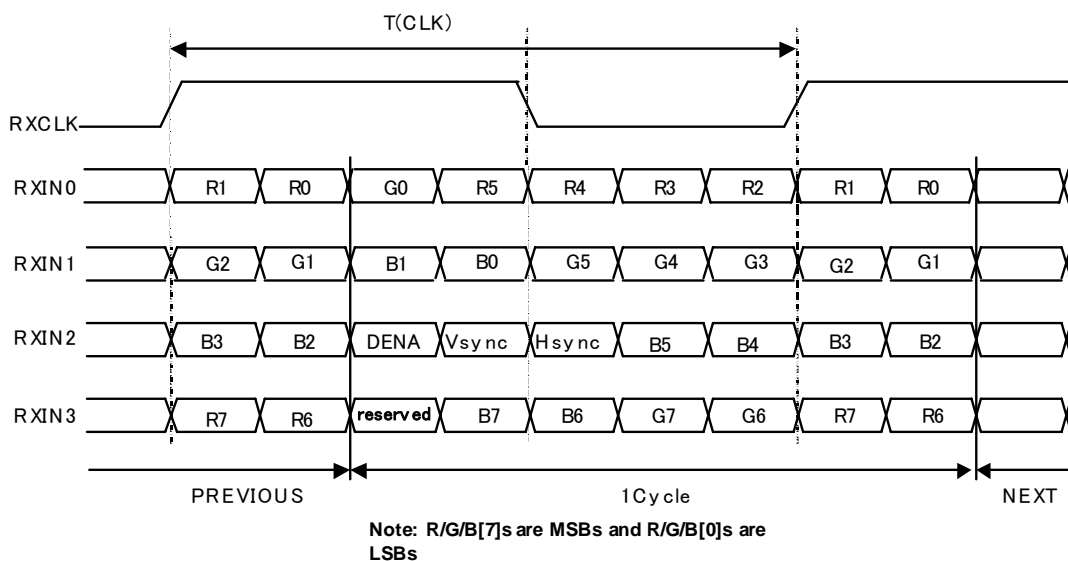 T(CLK)
RXCLK
RXIN0 R1 R0 G0 R5 R4 R3 R2 R1 R0
RXIN1 G2 G1 B1 B0 G5 G4 G3 G2 G1
RXIN2 B3 B2 DENA Vsync Hsync B5 B4 B3 B2
RXIN3 R7 R6 reserved B7 B6 G7 G6 R7 R6
PREVIOUS 1Cycle NEXT
Note: R/G/B[7]s are MSBs and R/G/B[0]s are
LSBs